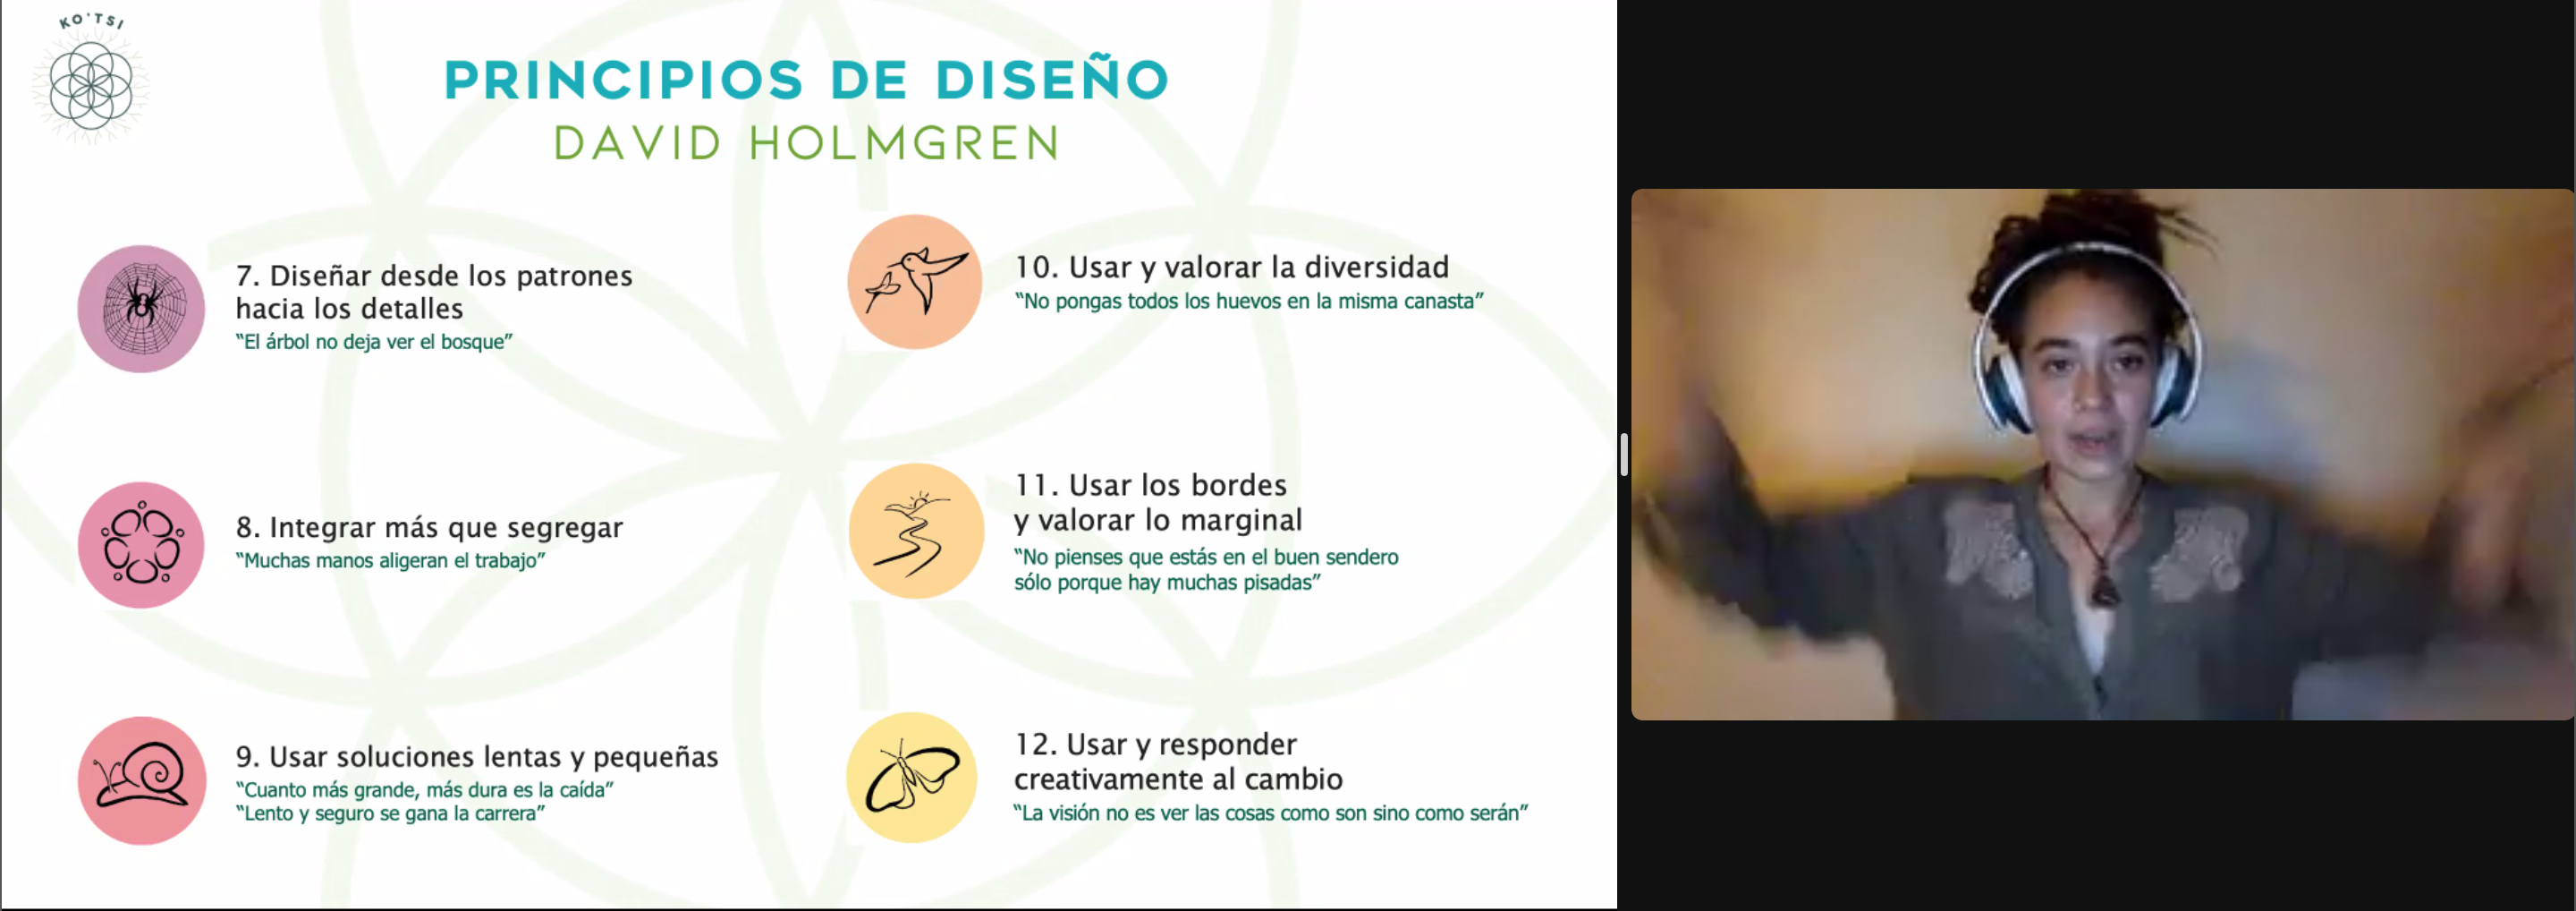 KO'TSI
PRINCIPIOS DE DISEÑO
DAVID HOLMGREN
7. Diseñar desde los patrones
hacia los detalles
“El árbol no deja ver el bosque”
8. Integrar más que segregar
“Muchas manos aligeran el trabajo”
9. Usar soluciones lentas y pequeñas
“Cuanto más grande, más dura es la caída”
“Lento y seguro se gana la carrera”
10. Usar y valorar la diversidad
“No pongas todos los huevos en la misma canasta”
11. Usar los bordes
y valorar lo marginal
“No pienses que estás en el buen sendero
sólo porque hay muchas pisadas”
12. Usar y responder
creativamente al cambio
“La visión no es ver las cosas como son sino como serán”